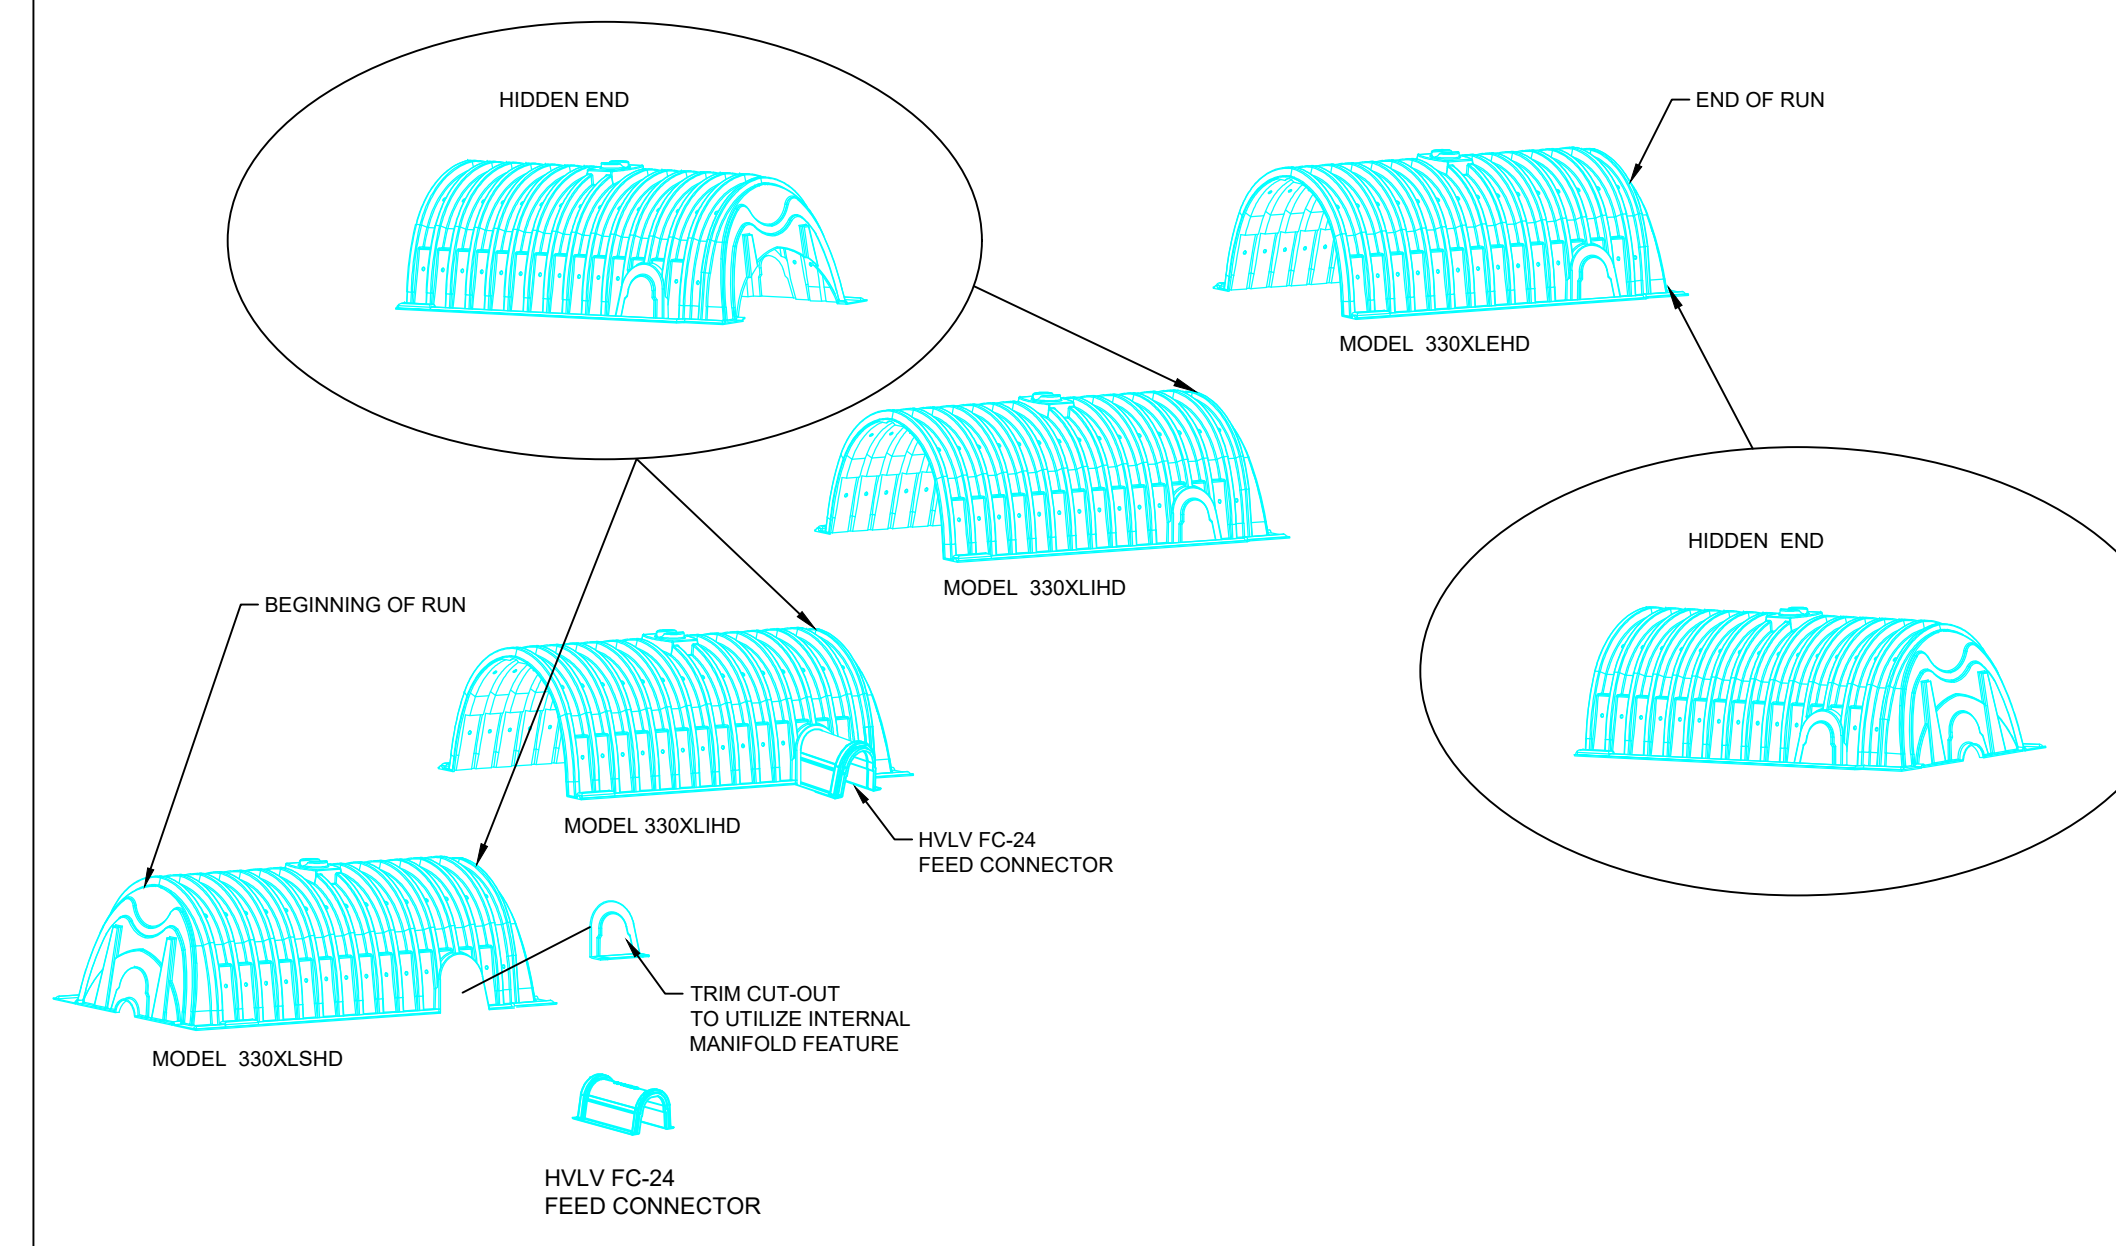 HIDDEN END
END OF RUN
MODEL 330XLEHD
HIDDEN END
MODEL 330XLIHD
BEGINNING OF RUN
MODEL 330XLIHD
HVLV FC-24
FEED CONNECTOR
TRIM CUT-OUT
TO UTILIZE INTERNAL
MANIFOLD FEATURE
MODEL 330XLSHD
HVLV FC-24
FEED CONNECTOR